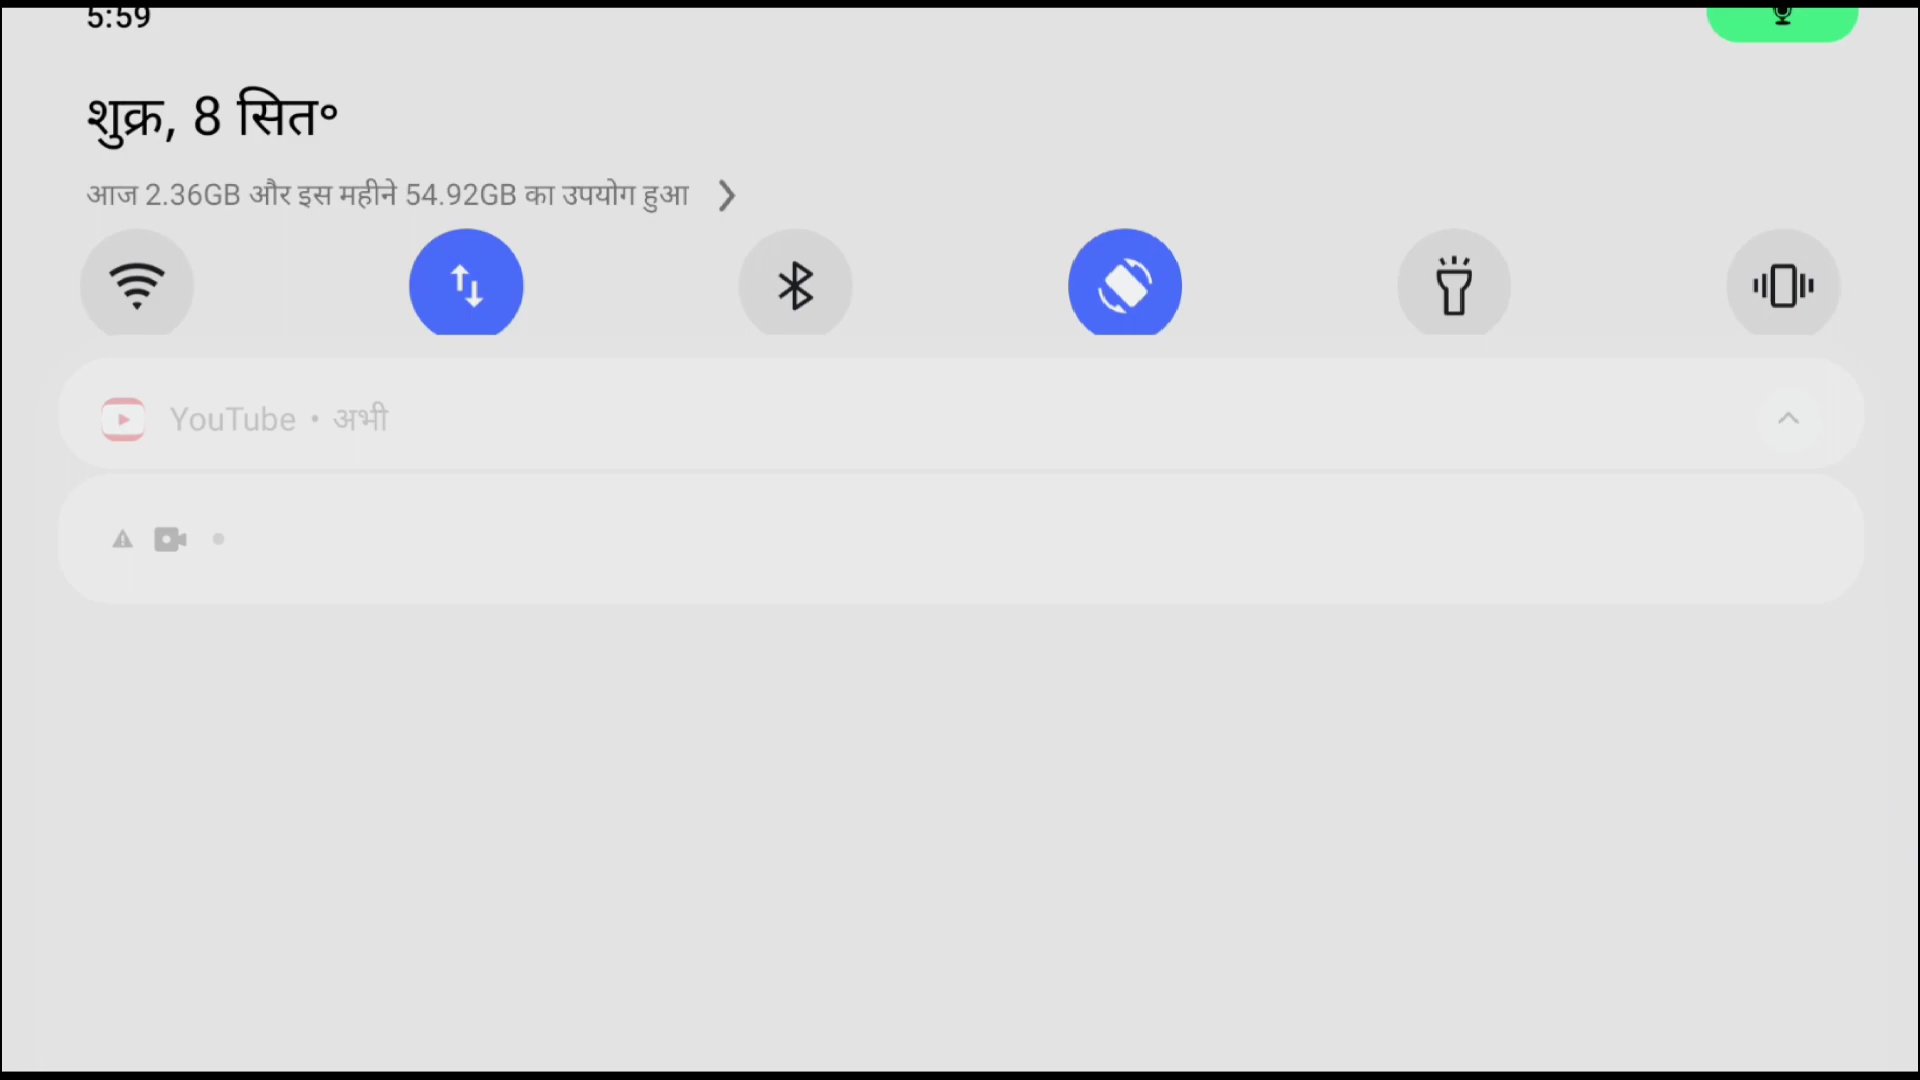 5:59
शुक्र, 8 सित॰
आज 2.36GB और इस महीने 54.92GB का उपयोग हुआ
YouTube • अभी